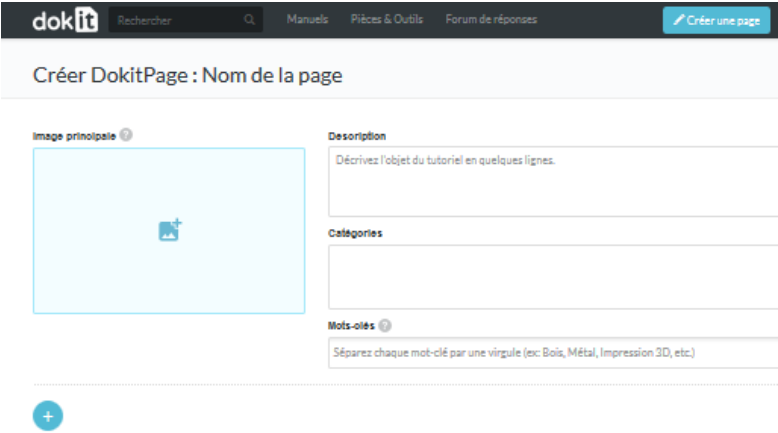 dokit Rechercher Manuels Pièces & Outils Forum de réponses Créer une page
Créer DokitPage : Nom de la page
Image principale ?
Description
Décrivez l'objet du tutoriel en quelques lignes.
Catégories
Mots-clés ?
Séparez chaque mot-clé par une virgule (ex: Bois, Métal, Impression 3D, etc.)
+